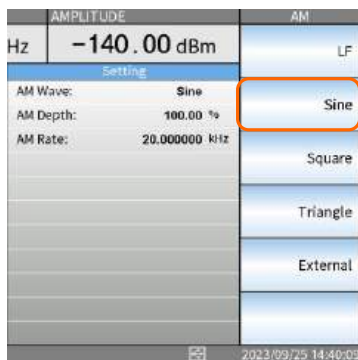 AMPLITUDE
AM
Hz
-140.00 dBm
LF
Setting
AM Wave: Sine
Sine
AM Depth: 100.00 %
AM Rate: 20.000000 kHz
Square
Triangle
External
2023/09/25 14:40:09